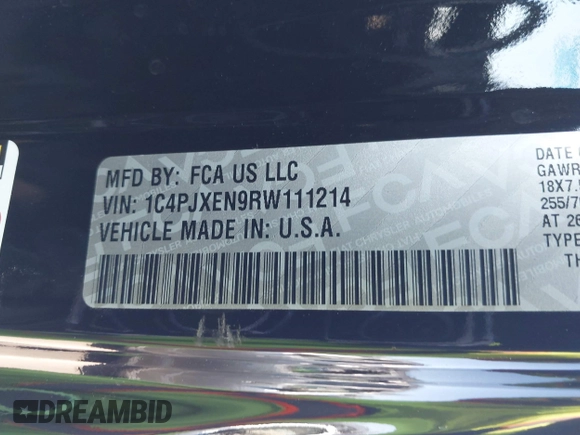 MFD BY: FCA US LLC
VIN: 1C4PJXEN9RW111214
VEHICLE MADE IN: U.S.A.
DATE
GAWR
18X7.
255/7
AT 26
TYPE
TH
DREAMBID